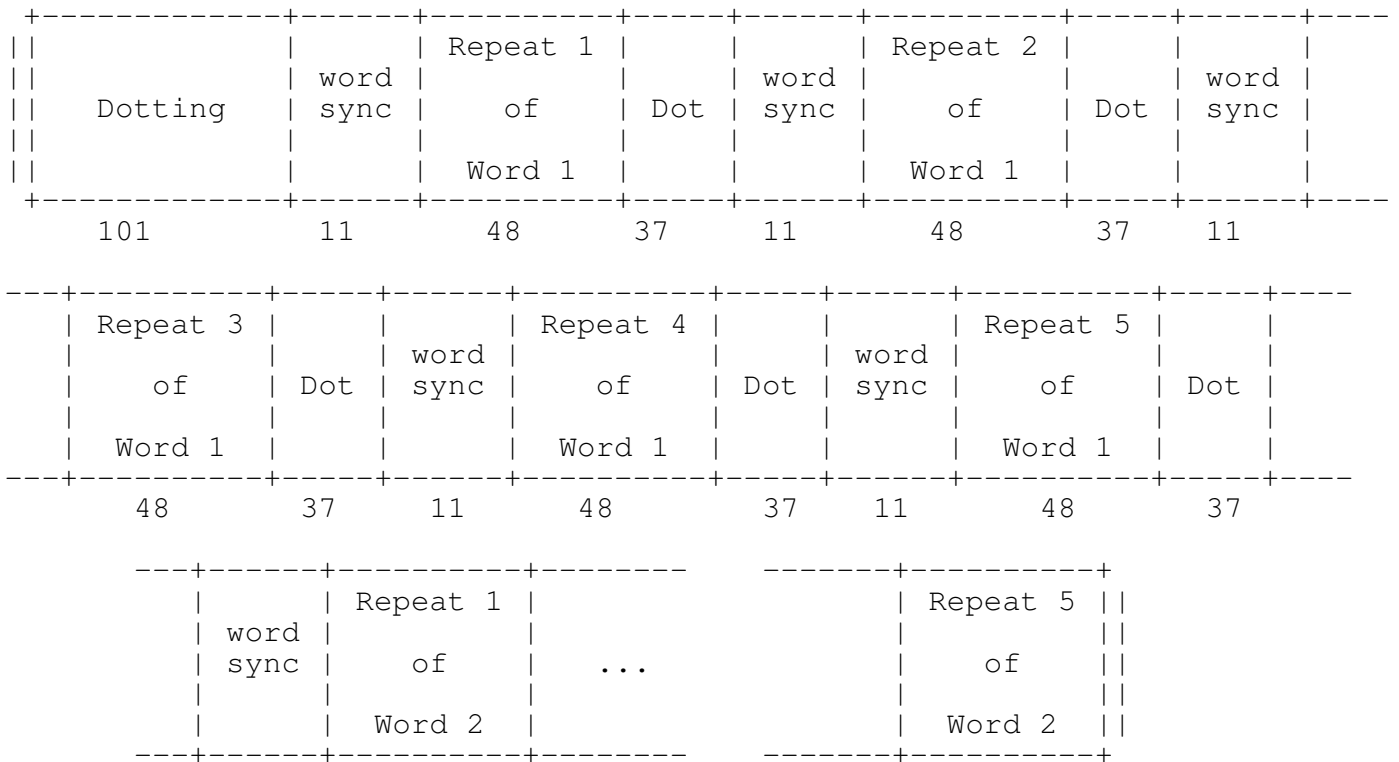 Repeat 1 Repeat 2
word word word
Dotting sync of Dot sync of Dot sync
Word 1 Word 1
101 11 48 37 11 48 37 11
Repeat 3 Repeat 4 Repeat 5
word word
of Dot sync of Dot sync of Dot
Word 1 Word 1 Word 1
48 37 11 48 37 11 48 37
Repeat 1 Repeat 5
word
sync of ... of
Word 2 Word 2